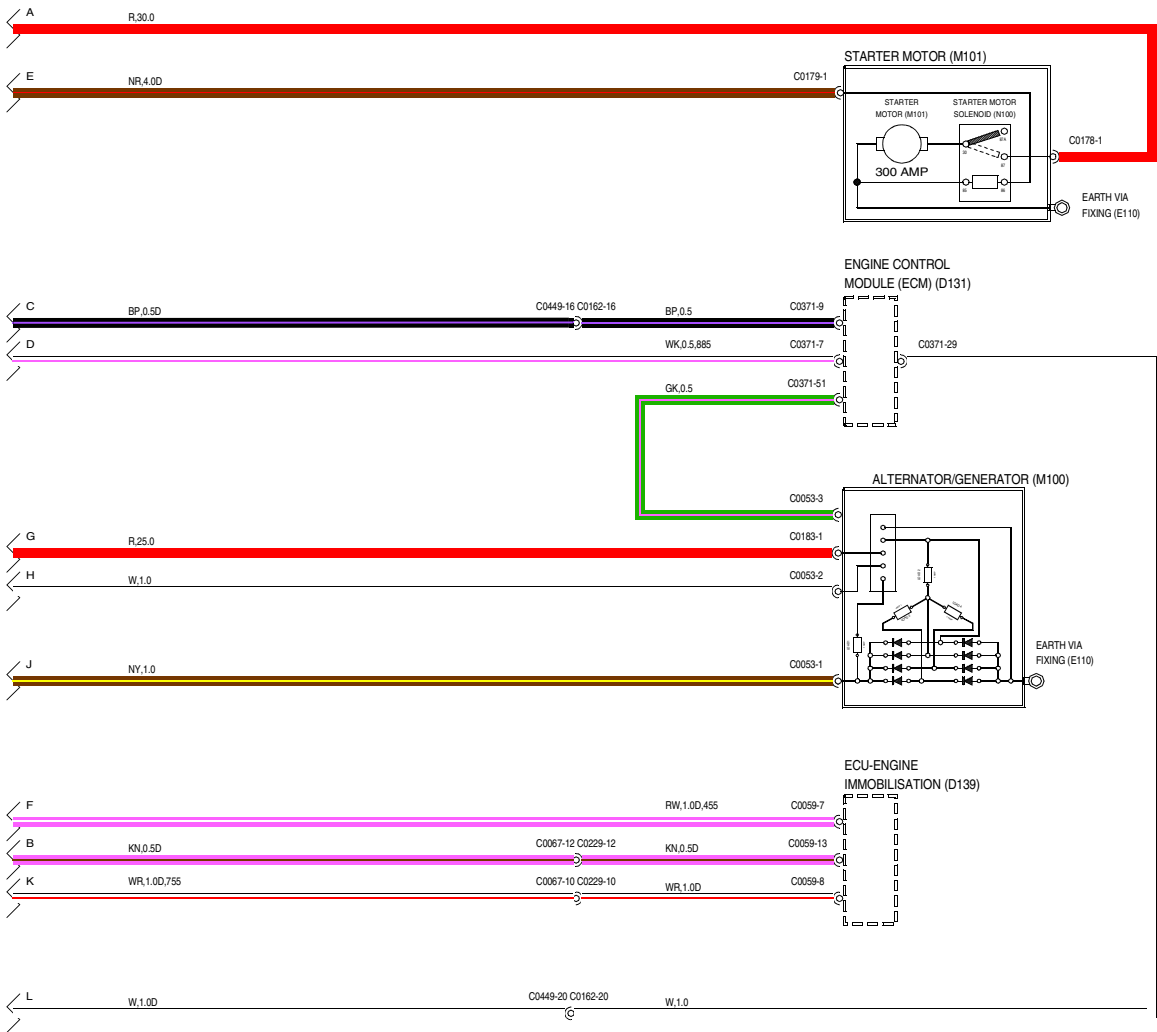 A
R,30.0
STARTER MOTOR (M101)
E
NR,4.0D
C0179-1
STARTER
MOTOR (M101)
STARTER MOTOR
SOLENOID (N100)
87A
30
87
C0178-1
300 AMP
85
86
EARTH VIA
FIXING (E110)
ENGINE CONTROL
MODULE (ECM) (D131)
C
BP,0.5D
C0449-16 C0162-16
BP,0.5
C0371-9
D
WK,0.5,885
C0371-7
C0371-29
GK,0.5
C0371-51
ALTERNATOR/GENERATOR (M100)
C0053-3
G
R,25.0
C0183-1
H
W,1.0
C0053-2
J
NY,1.0
C0053-1
EARTH VIA
FIXING (E110)
ECU-ENGINE
IMMOBILISATION (D139)
F
RW,1.0D,455
C0059-7
B
KN,0.5D
C0067-12 C0229-12
KN,0.5D
C0059-13
K
WR,1.0D,755
C0067-10 C0229-10
WR,1.0D
C0059-8
L
W,1.0D
C0449-20 C0162-20
W,1.0